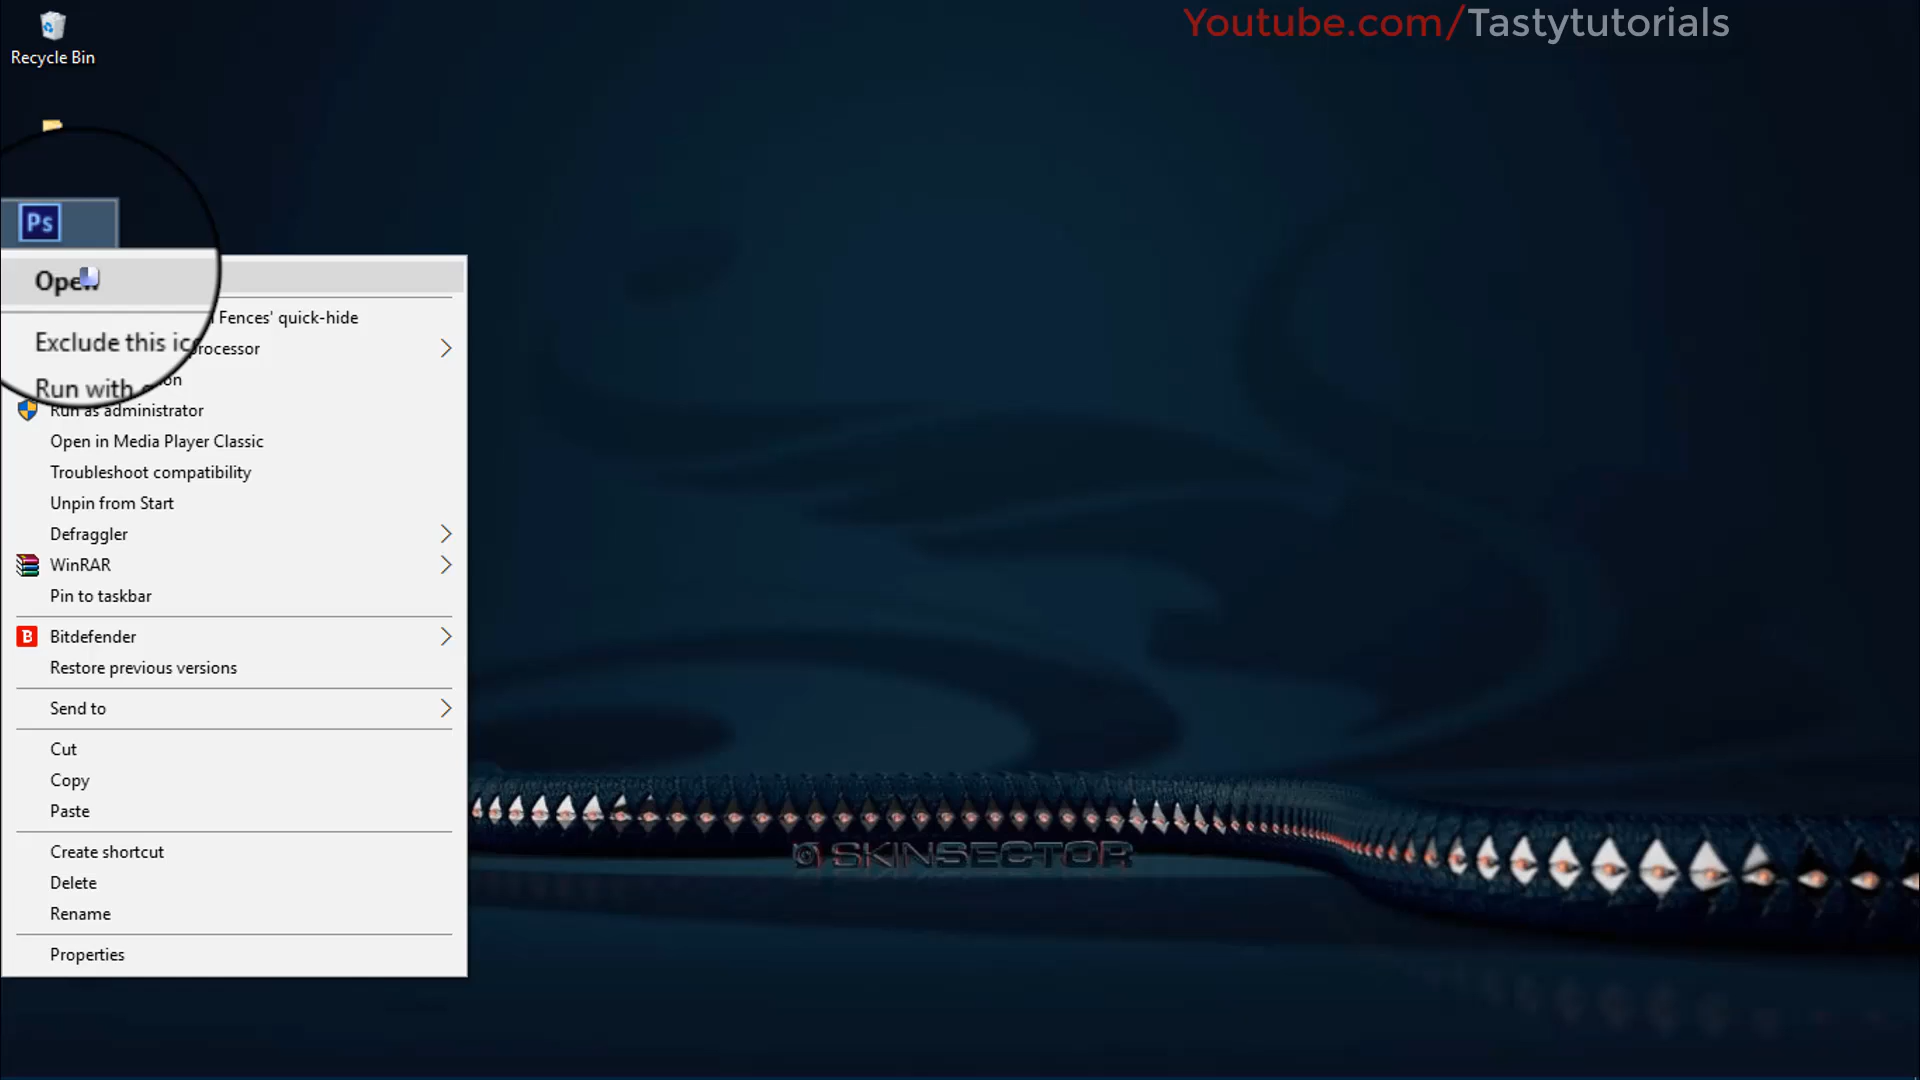 Youtube.com/Tastytutorials
Recycle Bin
Ps
Open
Exclude this ic
Fences' quick-hide
processor
Run with
on
Run as administrator
Open in Media Player Classic
Troubleshoot compatibility
Unpin from Start
Defraggler
WinRAR
Pin to taskbar
B
Bitdefender
Restore previous versions
Send to
Cut
Copy
Paste
Create shortcut
Delete
Rename
Properties
SKINSECTOR